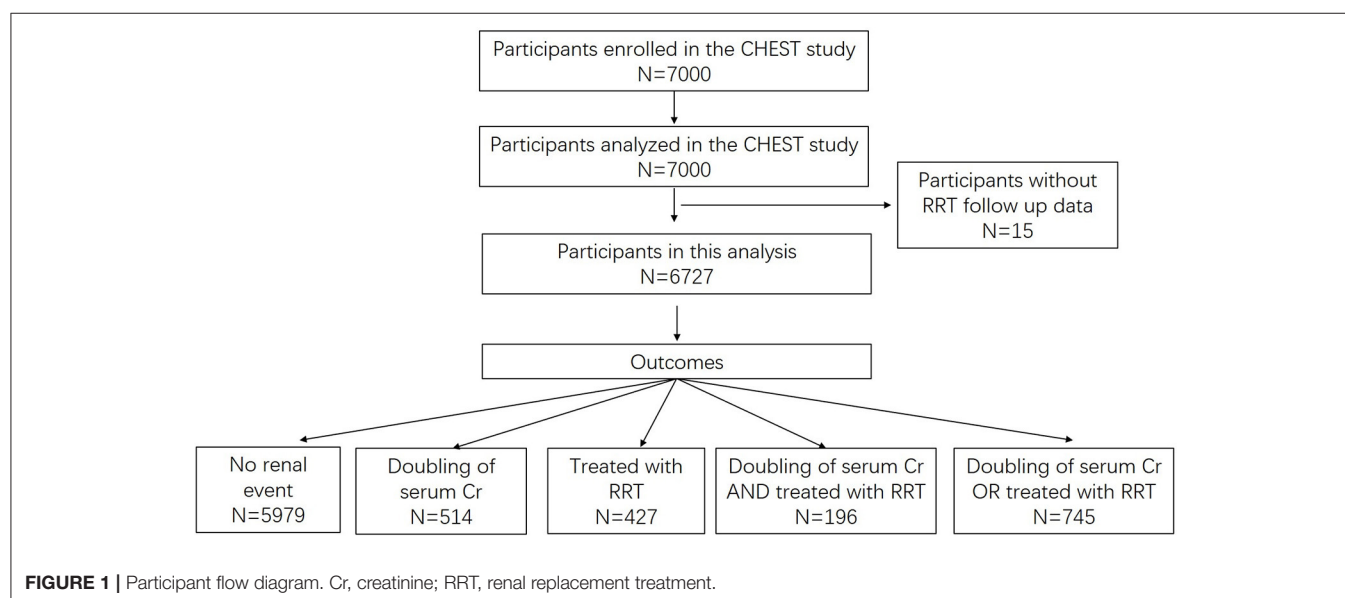 Participants enrolled in the CHEST study
N=7000
Participants analyzed in the CHEST study
N=7000
Participants without
RRT follow up data
N=15
Participants in this analysis
N=6727
Outcomes
No renal
event
N=5979
Doubling of
serum Cr
N=514
Treated with
RRT
N=427
Doubling of serum Cr
AND treated with RRT
N=196
Doubling of serum Cr
OR treated with RRT
N=745
FIGURE 1 | Participant flow diagram. Cr, creatinine; RRT, renal replacement treatment.